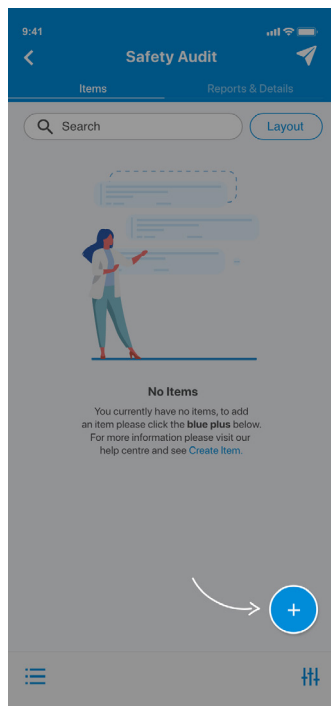 9:41
Safety Audit
Items Reports & Details
Search Layout
No Items
You currently have no items, to add
an item please click the blue plus below.
For more information please visit our
help centre and see Create Item.
+